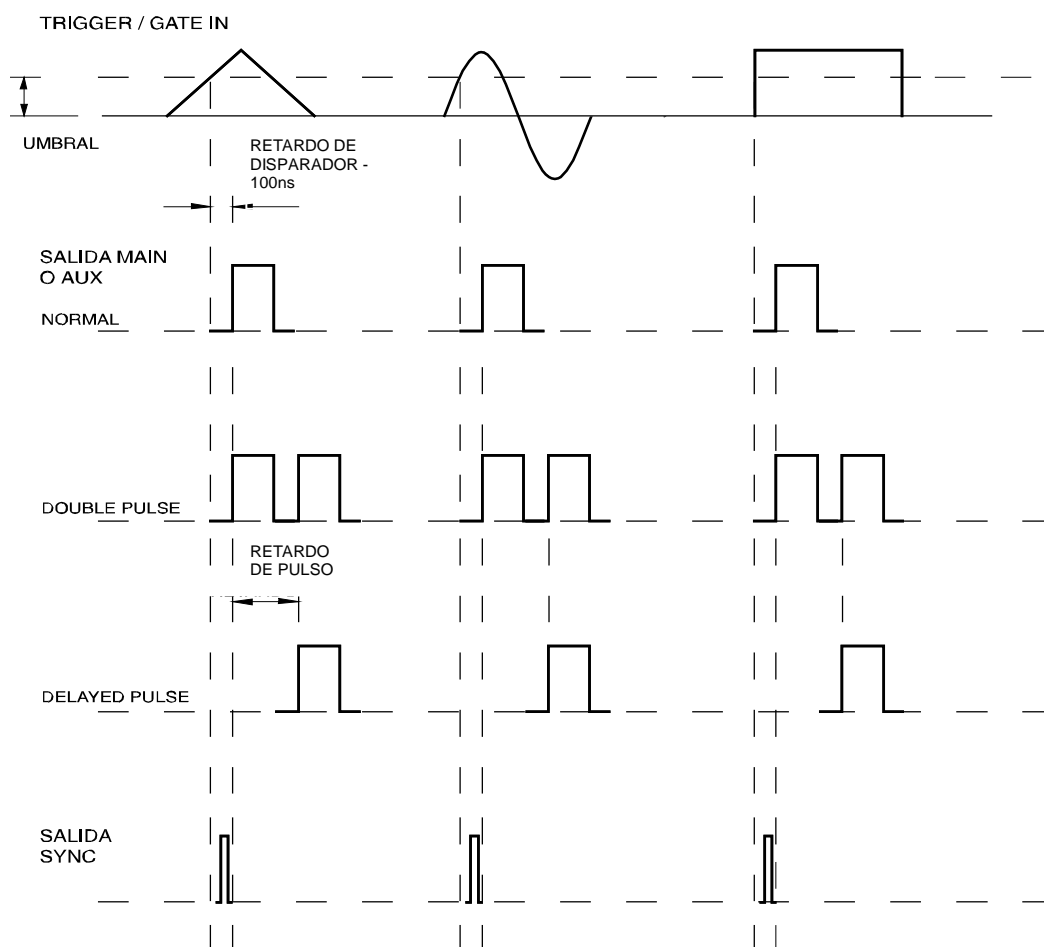 TRIGGER / GATE IN
UMBRAL
RETARDO DE
DISPARADOR -
100ns
SALIDA MAIN
O AUX
NORMAL
DOUBLE PULSE
RETARDO
DE PULSO
DELAYED PULSE
SALIDA
SYNC